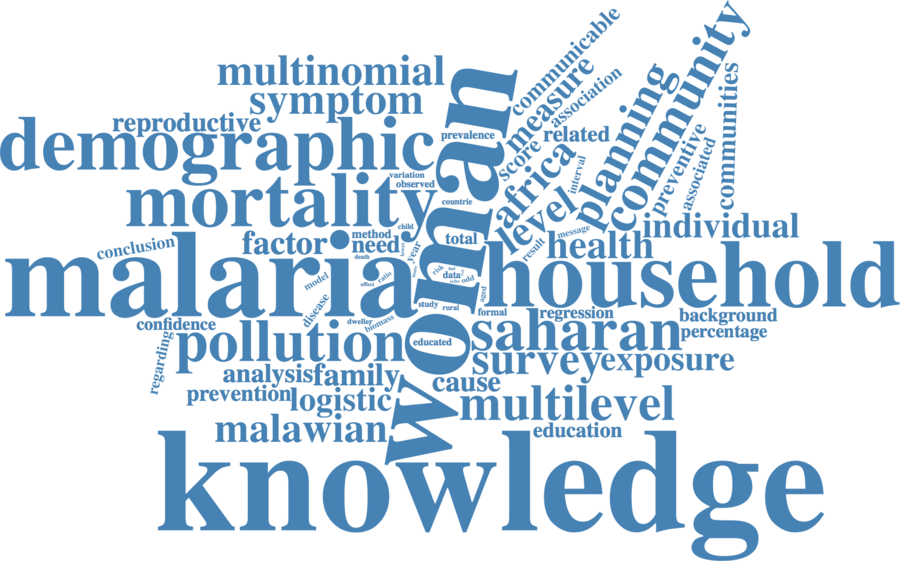 communicable
community
multinomial
measure
association
planning
communities
symptom
reproductive
demographic
prevalence
score
related
woman
africa
preventive
associated
variation
observed
interval
mortality
countrie
level
individual
method
child
total
message
result
factor
need
year
health
conclusion
death
malaria
risk
data
odd
household
model
effect
ratio
aged
disease
study
rural
formal
regression
background
confidence
dweller
biomass
saharan
percentage
regarding
pollution
educated
survey
exposure
analysis
family
cause
prevention
logistic
multilevel
malawian
education
knowledge